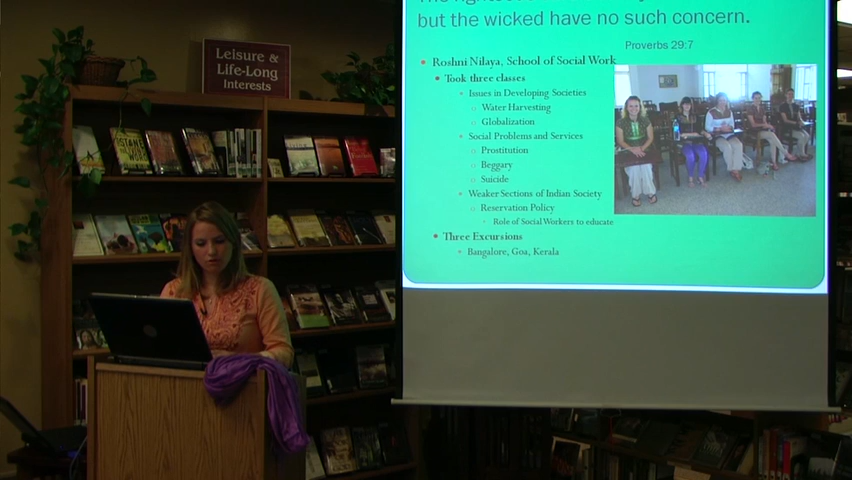 but the wicked have no such concern.
Proverbs 29:7
Roshni Nilaya, School of Social Work
Took three classes
Issues in Developing Societies
Water Harvesting
Globalization
Social Problems and Services
Prostitution
Beggary
Suicide
Weaker Sections of Indian Society
Reservation Policy
Role of Social Workers to educate
Three Excursions
Bangalore, Goa, Kerala
Leisure &
Life-Long
Interests